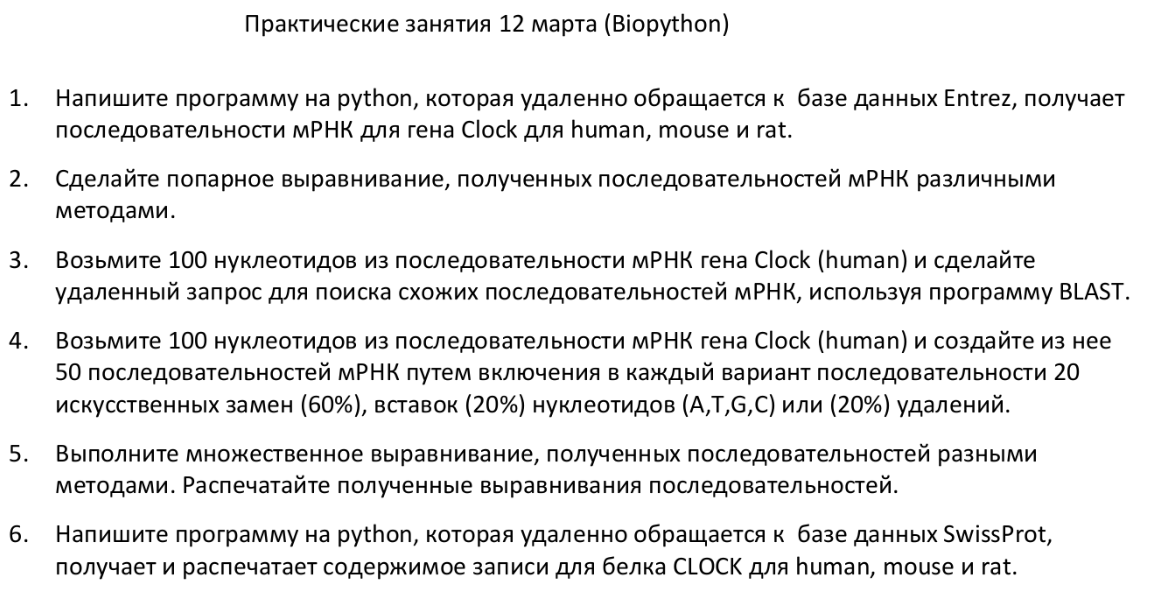 Практические занятия 12 марта (Biopython)
1. Напишите программу на python, которая удаленно обращается к  базе данных Entrez, получает
последовательности мРНК для гена Clock для human, mouse и rat.
2. Сделайте попарное выравнивание, полученных последовательностей мРНК различными
методами.
3. Возьмите 100 нуклеотидов из последовательности мРНК гена Clock (human) и сделайте
удаленный запрос для поиска схожих последовательностей мРНК, используя программу BLAST.
4. Возьмите 100 нуклеотидов из последовательности мРНК гена Clock (human) и создайте из нее
50 последовательностей мРНК путем включения в каждый вариант последовательности 20
искусственных замен (60%), вставок (20%) нуклеотидов (A,T,G,C) или (20%) удалений.
5. Выполните множественное выравнивание, полученных последовательностей разными
методами. Распечатайте полученные выравнивания последовательностей.
6. Напишите программу на python, которая удаленно обращается к  базе данных SwissProt,
получает и распечатает содержимое записи для белка CLOCK для human, mouse и rat.